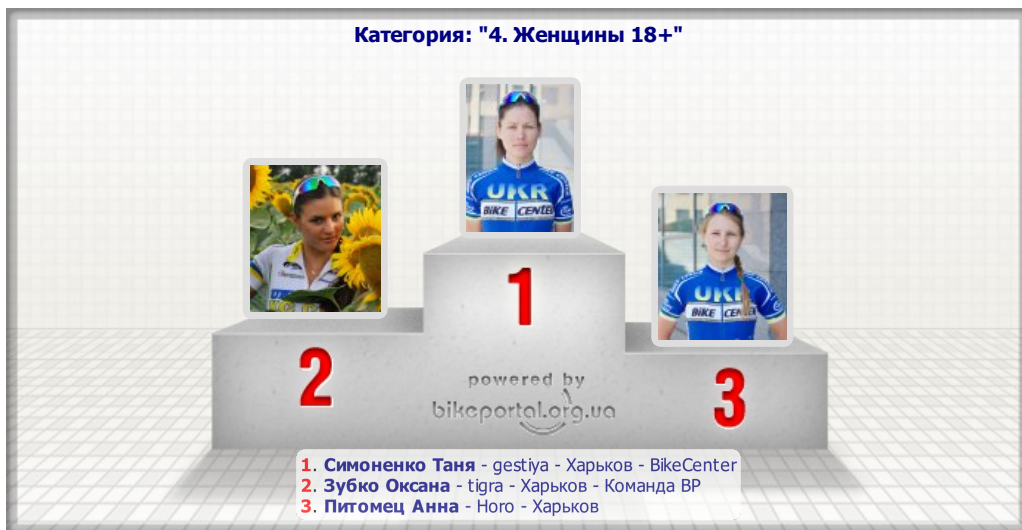 Категория: "4. Женщины 18+"
UKR
BiKE CENTER
UKR
BiKE CENTER
1
2
3
powered by
bikeportal.org.ua
1. Симоненко Таня - gestiya - Харьков - BikeCenter
2. Зубко Оксана - tigra - Харьков - Команда ВР
3. Питомец Анна - Horo - Харьков